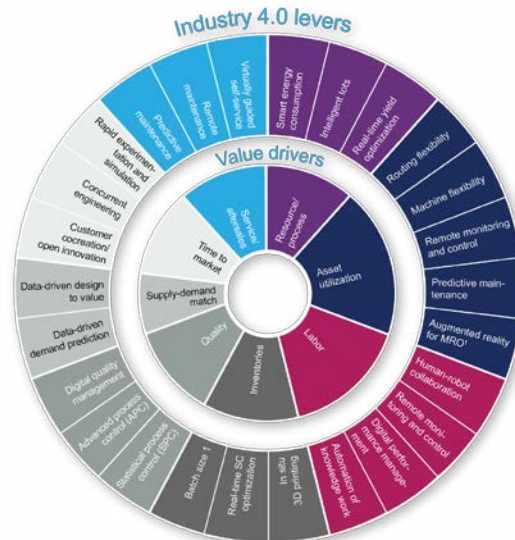 Industry 4.0 levers
Smart energy
consumption
Intelligent lots
Real-time yield
optimization
Routing flexibility
Machine flexibility
Remote monitoring
and control
Predictive main-
tenance
Augmented reality
for MRO¹
Human-robot
collaboration
Remote moni-
toring and control
Digital perfor-
mance manage-
ment
Automation of
knowledge work
In situ
3D printing
Real-time SC
optimization
Batch size 1
Statistical process
control (SPC)
Advanced process
control (APC)
Digital quality
management
Data-driven
demand prediction
Data-driven design
to value
Customer
cocreation/
open innovation
Concurrent
engineering
Rapid experimen-
tation and
simulation
Predictive
maintenance
Remote
maintenance
Virtually guided
self-service
Value drivers
Resource/
process
Asset
utilization
Labor
Inventories
Quality
Supply-demand
match
Time to
market
Service/
aftersales